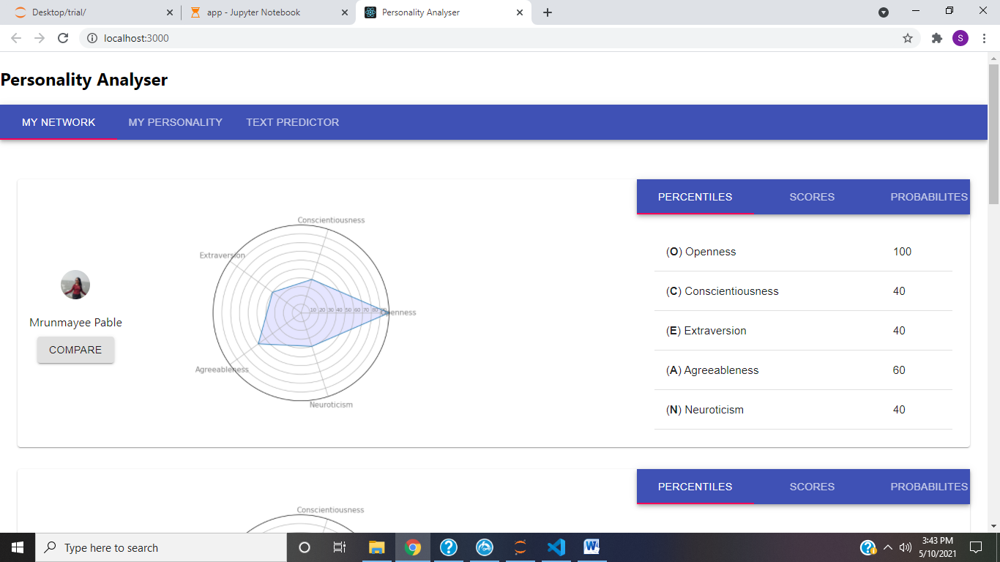 Desktop/trial/
app - Jupyter Notebook
Personality Analyser
localhost:3000
S
Personality Analyser
MY NETWORK
MY PERSONALITY
TEXT PREDICTOR
Mrunmayee Pable
COMPARE
Conscientiousness
Extraversion
10 20 30 40 50 60 70 80
Openness
Agreeableness
Neuroticism
PERCENTILES
SCORES
PROBABILITES
(O) Openness 100
(C) Conscientiousness 40
(E) Extraversion 40
(A) Agreeableness 60
(N) Neuroticism 40
Conscientiousness
PERCENTILES
SCORES
PROBABILITES
Type here to search
3:43 PM
5/10/2021